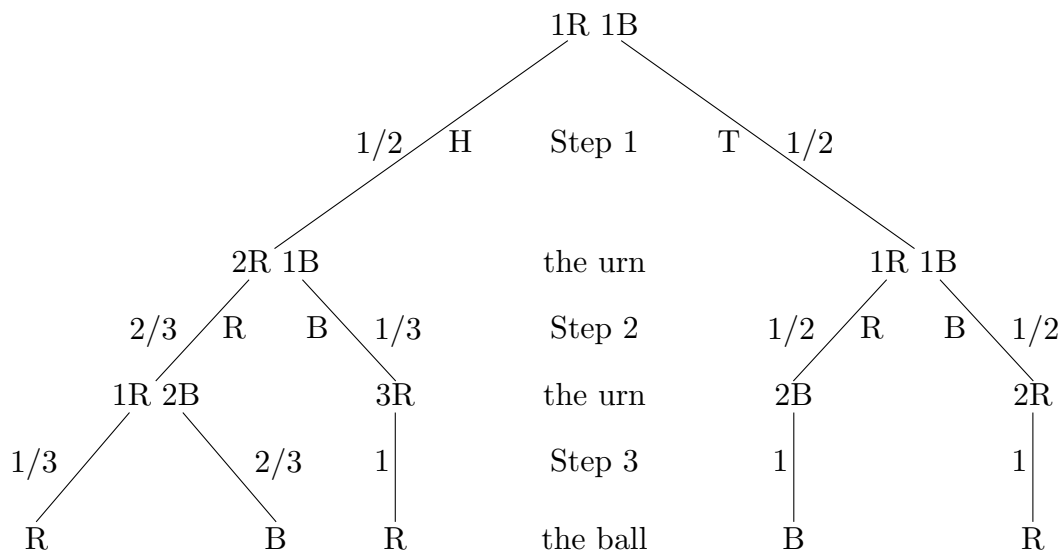 1R 1B
1/2 H Step 1 T 1/2
2R 1B the urn 1R 1B
2/3 R B 1/3 Step 2 1/2 R B 1/2
1R 2B 3R the urn 2B 2R
1/3 2/3 1 Step 3 1 1
R B R the ball B R